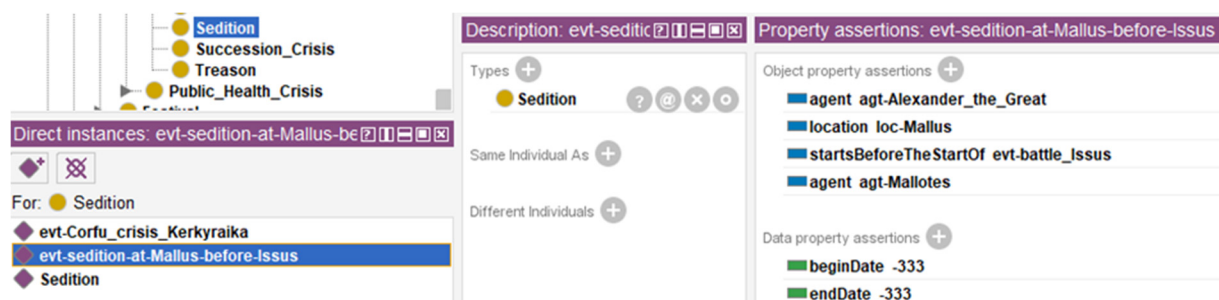 Sedition
Succession_Crisis
Treason
Public_Health_Crisis
Direct instances: evt-sedition-at-Mallus-be
For: Sedition
evt-Corfu_crisis_Kerkyraika
evt-sedition-at-Mallus-before-Issus
Sedition
Description: evt-seditic
Types
Sedition
Same Individual As
Different Individuals
Property assertions: evt-sedition-at-Mallus-before-Issus
Object property assertions
agent agt-Alexander_the_Great
location loc-Mallus
startsBeforeTheStartOf evt-battle_Issus
agent agt-Mallotes
Data property assertions
beginDate -333
endDate -333